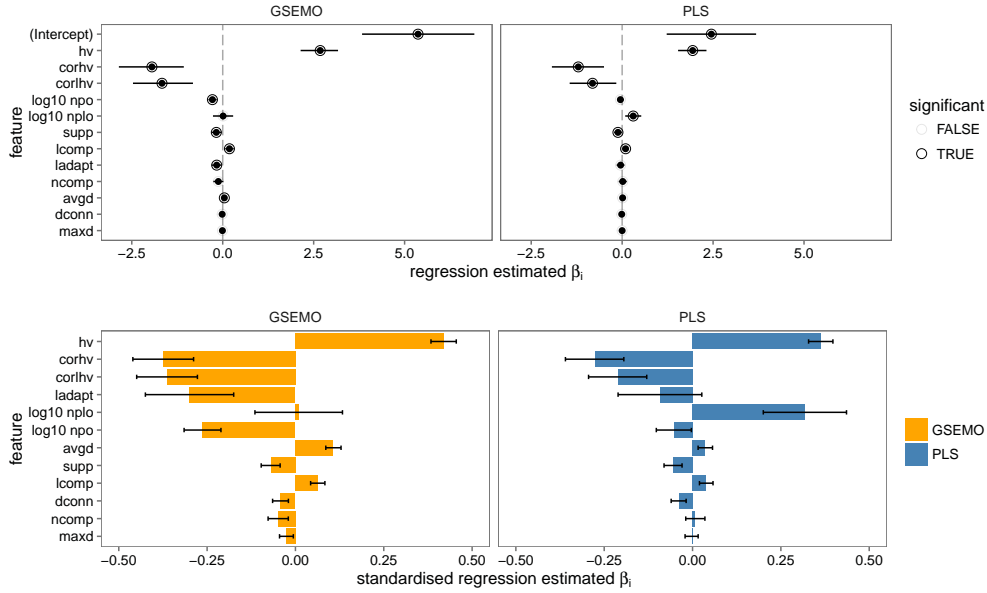 GSEMO
PLS
(Intercept)
hv
corhv
corlhv
log10 npo
log10 nplo
supp
lcomp
ladapt
ncomp
avgd
dconn
maxd
feature
−2.5
0.0
2.5
5.0
−2.5
0.0
2.5
5.0
regression estimated βi
significant
FALSE
TRUE
GSEMO
PLS
hv
corhv
corlhv
ladapt
log10 nplo
log10 npo
avgd
supp
lcomp
dconn
ncomp
maxd
feature
−0.50
−0.25
0.00
0.25
0.50
−0.50
−0.25
0.00
0.25
0.50
standardised regression estimated βi
GSEMO
PLS